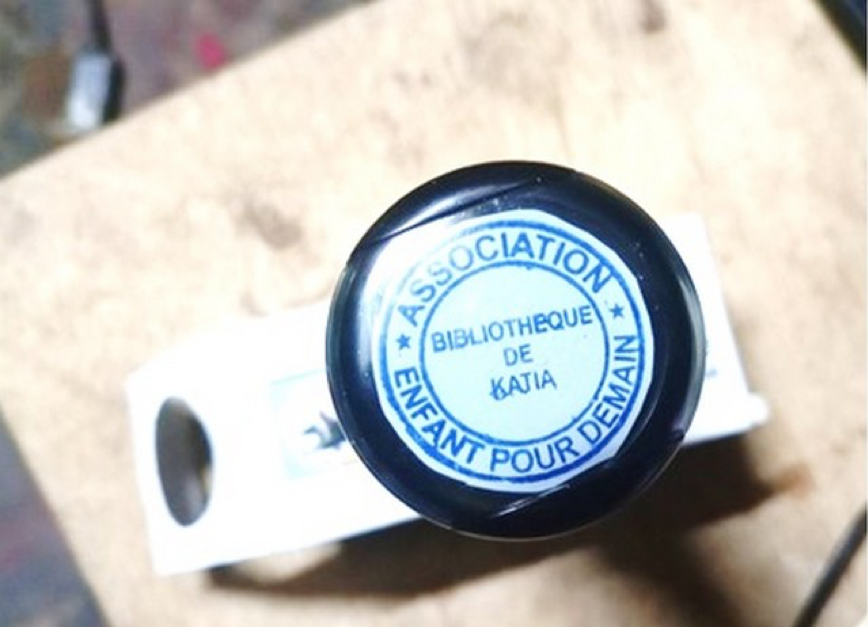 ASSOCIATION
BIBLIOTHEQUE
DE
KATIA
ENFANT POUR DEMAIN